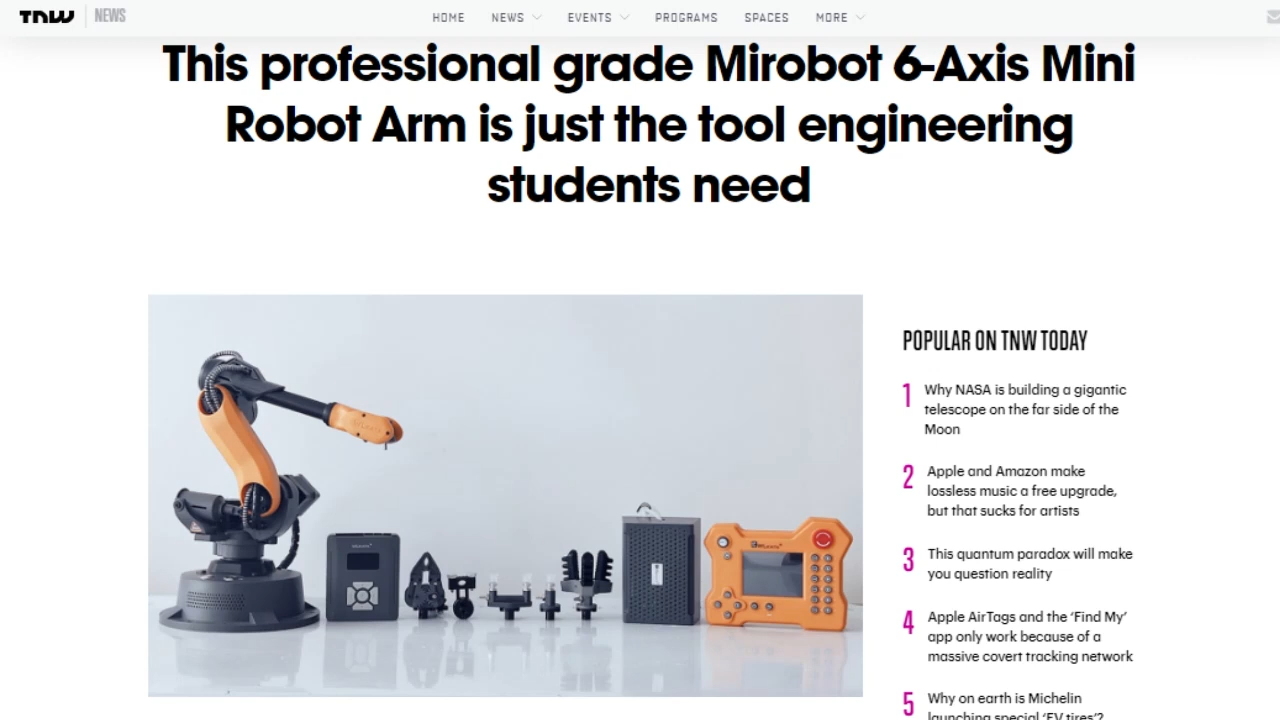 TNW NEWS
HOME NEWS EVENTS PROGRAMS SPACES MORE
This professional grade Mirobot 6-Axis Mini
Robot Arm is just the tool engineering
students need
POPULAR ON TNW TODAY
1 Why NASA is building a gigantic
telescope on the far side of the
Moon
2 Apple and Amazon make
lossless music a free upgrade,
but that sucks for artists
3 This quantum paradox will make
you question reality
4 Apple AirTags and the ‘Find My’
app only work because of a
massive covert tracking network
5 Why on earth is Michelin
launching special ‘EV tires’?